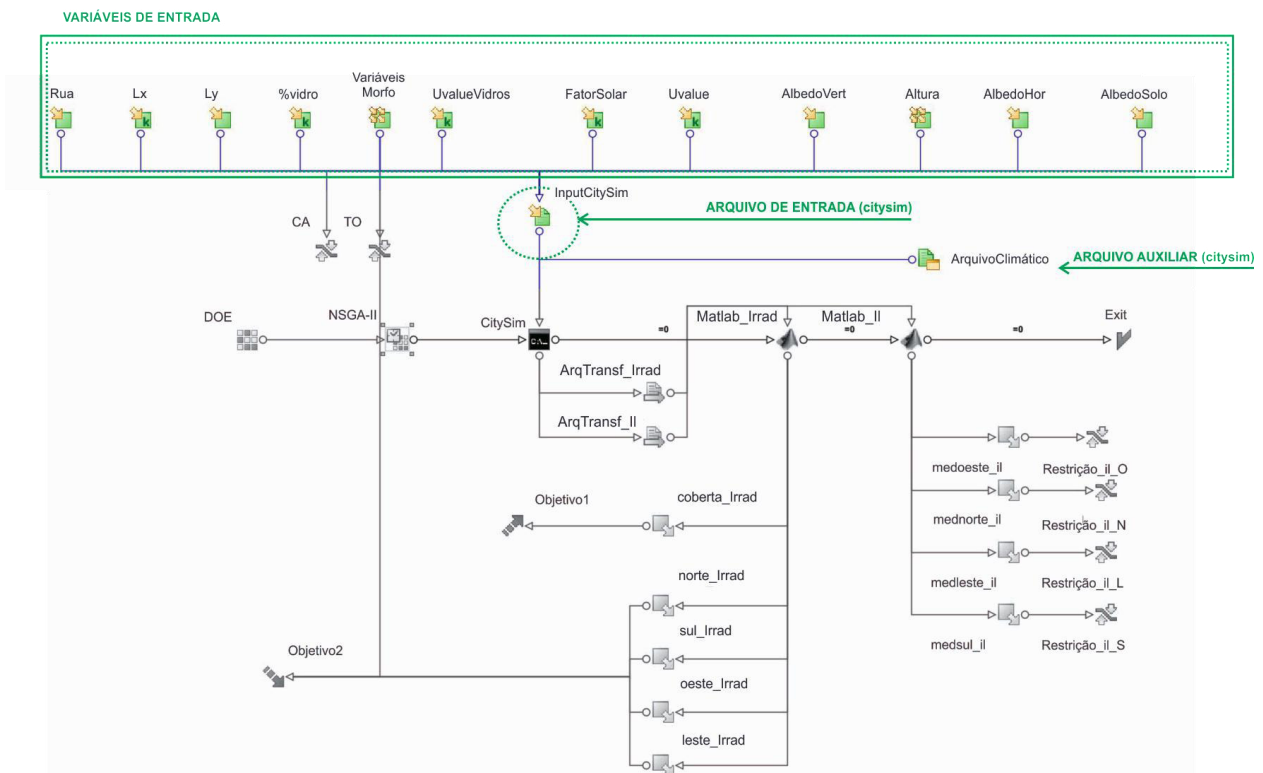 VARIÁVEIS DE ENTRADA
Variáveis
Morfo
Rua
Lx
Ly
%vidro
UvalueVidros
FatorSolar
Uvalue
AlbedoVert
Altura
AlbedoHor
AlbedoSolo
k
k
k
k
k
InputCitySim
ARQUIVO DE ENTRADA (citysim)
CA
TO
ArquivoClimático
ARQUIVO AUXILIAR (citysim)
DOE
NSGA-II
CitySim
=0
Matlab_Irrad
Matlab_Il
=0
=0
Exit
C:\_
ArqTransf_Irrad
ArqTransf_Il
medoeste_il
Restrição_il_O
Objetivo1
coberta_Irrad
mednorte_il
Restrição_il_N
norte_Irrad
medleste_il
Restrição_il_L
sul_Irrad
medsul_il
Restrição_il_S
Objetivo2
oeste_Irrad
leste_Irrad